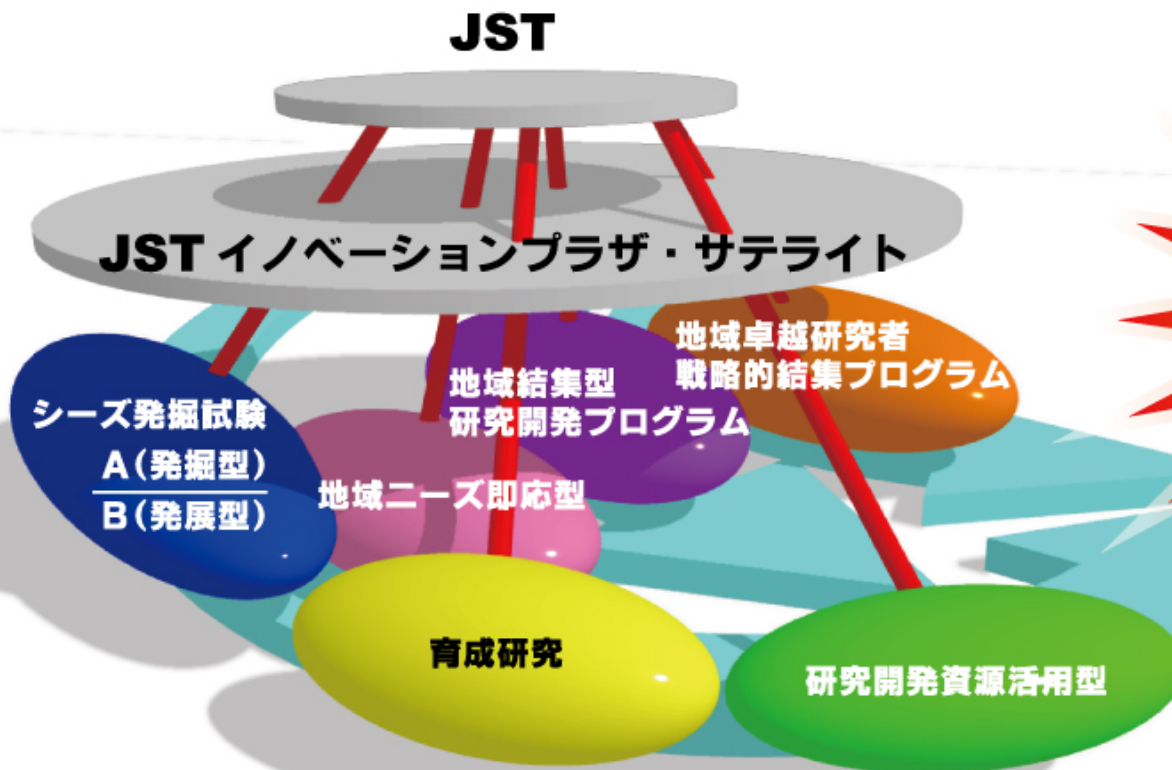 JST
JST イノベーションプラザ・サテライト
地域卓越研究者
戦略的結集プログラム
地域結集型
研究開発プログラム
シーズ発掘試験
A(発掘型)
B(発展型)
地域ニーズ即応型
育成研究
研究開発資源活用型